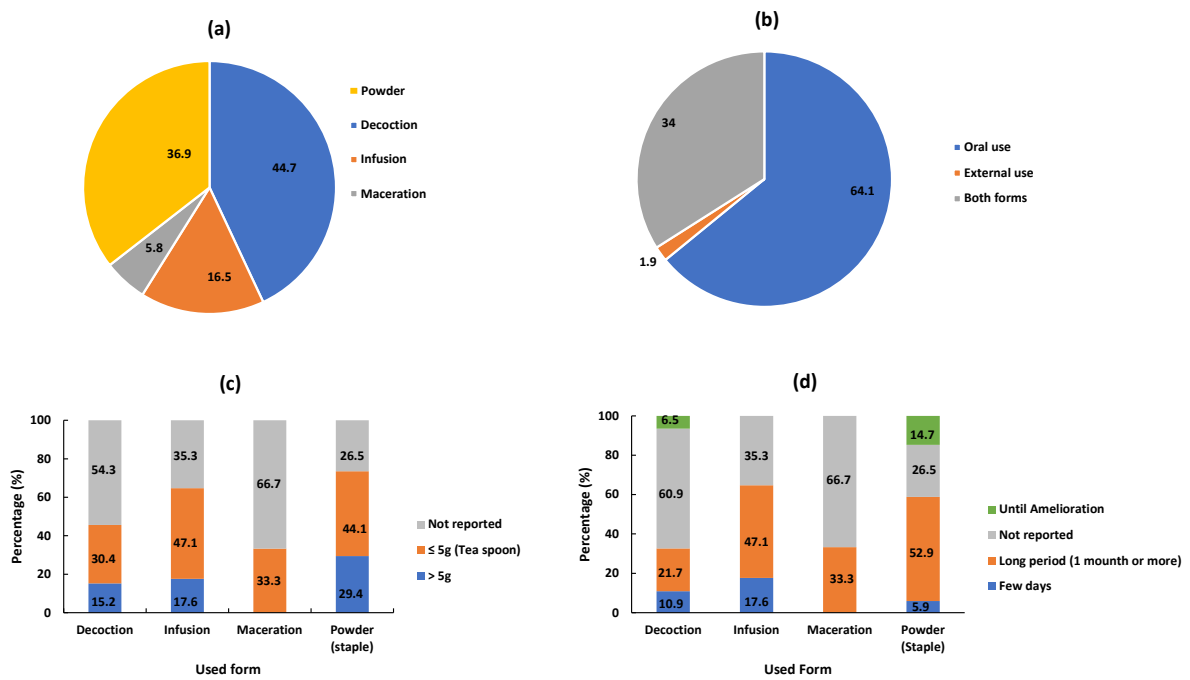 (a)
36.9
44.7
5.8
16.5
Powder
Decoction
Infusion
Maceration
(b)
34
64.1
1.9
Oral use
External use
Both forms
(c)
Percentage (%)
100
80
60
40
20
0
54.3
30.4
15.2
35.3
47.1
17.6
66.7
33.3
26.5
44.1
29.4
Decoction
Infusion
Maceration
Powder
(staple)
Used form
Not reported
≤ 5g (Tea spoon)
> 5g
(d)
Percentage (%)
100
80
60
40
20
0
6.5
60.9
21.7
10.9
35.3
47.1
17.6
66.7
33.3
14.7
26.5
52.9
5.9
Decoction
Infusion
Maceration
Powder
(Staple)
Used Form
Until Amelioration
Not reported
Long period (1 mounth or more)
Few days